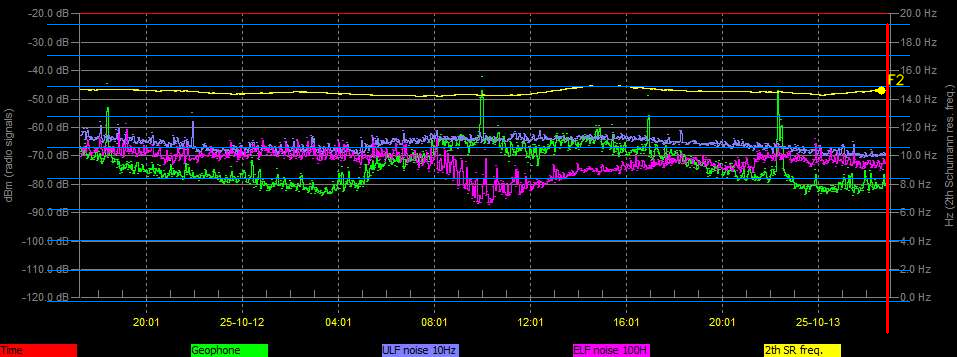 -20.0 dB 20.0 Hz
-30.0 dB 18.0 Hz
-40.0 dB 16.0 Hz
F2
-50.0 dB 14.0 Hz
-60.0 dB 12.0 Hz
-70.0 dB 10.0 Hz
-80.0 dB 8.0 Hz
-90.0 dB 6.0 Hz
-100.0 dB 4.0 Hz
-110.0 dB 2.0 Hz
-120.0 dB 0.0 Hz
dBm (radio signals)
Hz (2th Schumann res. freq.)
20:01 25-10-12 04:01 08:01 12:01 16:01 20:01 25-10-13
Time Geophone ULF noise 10Hz ELF noise 100H 2th SR freq.